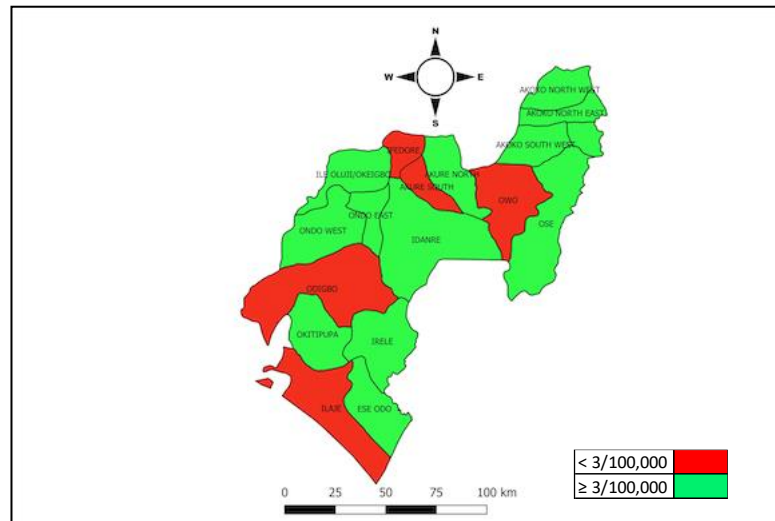 N
W E
S
AKOKO NORTH WEST
AKOKO NORTH EAST
AKOKO SOUTH WEST
IFEDORE
ILE OLUJI/OKEIGBO
AKURE NORTH
AKURE SOUTH
OWO
ONDO EAST
ONDO WEST
OSE
IDANRE
ODIGBO
OKITIPUPA
IRELE
ILAJE
ESE ODO
< 3/100,000
≥ 3/100,000
0 25 50 75 100 km